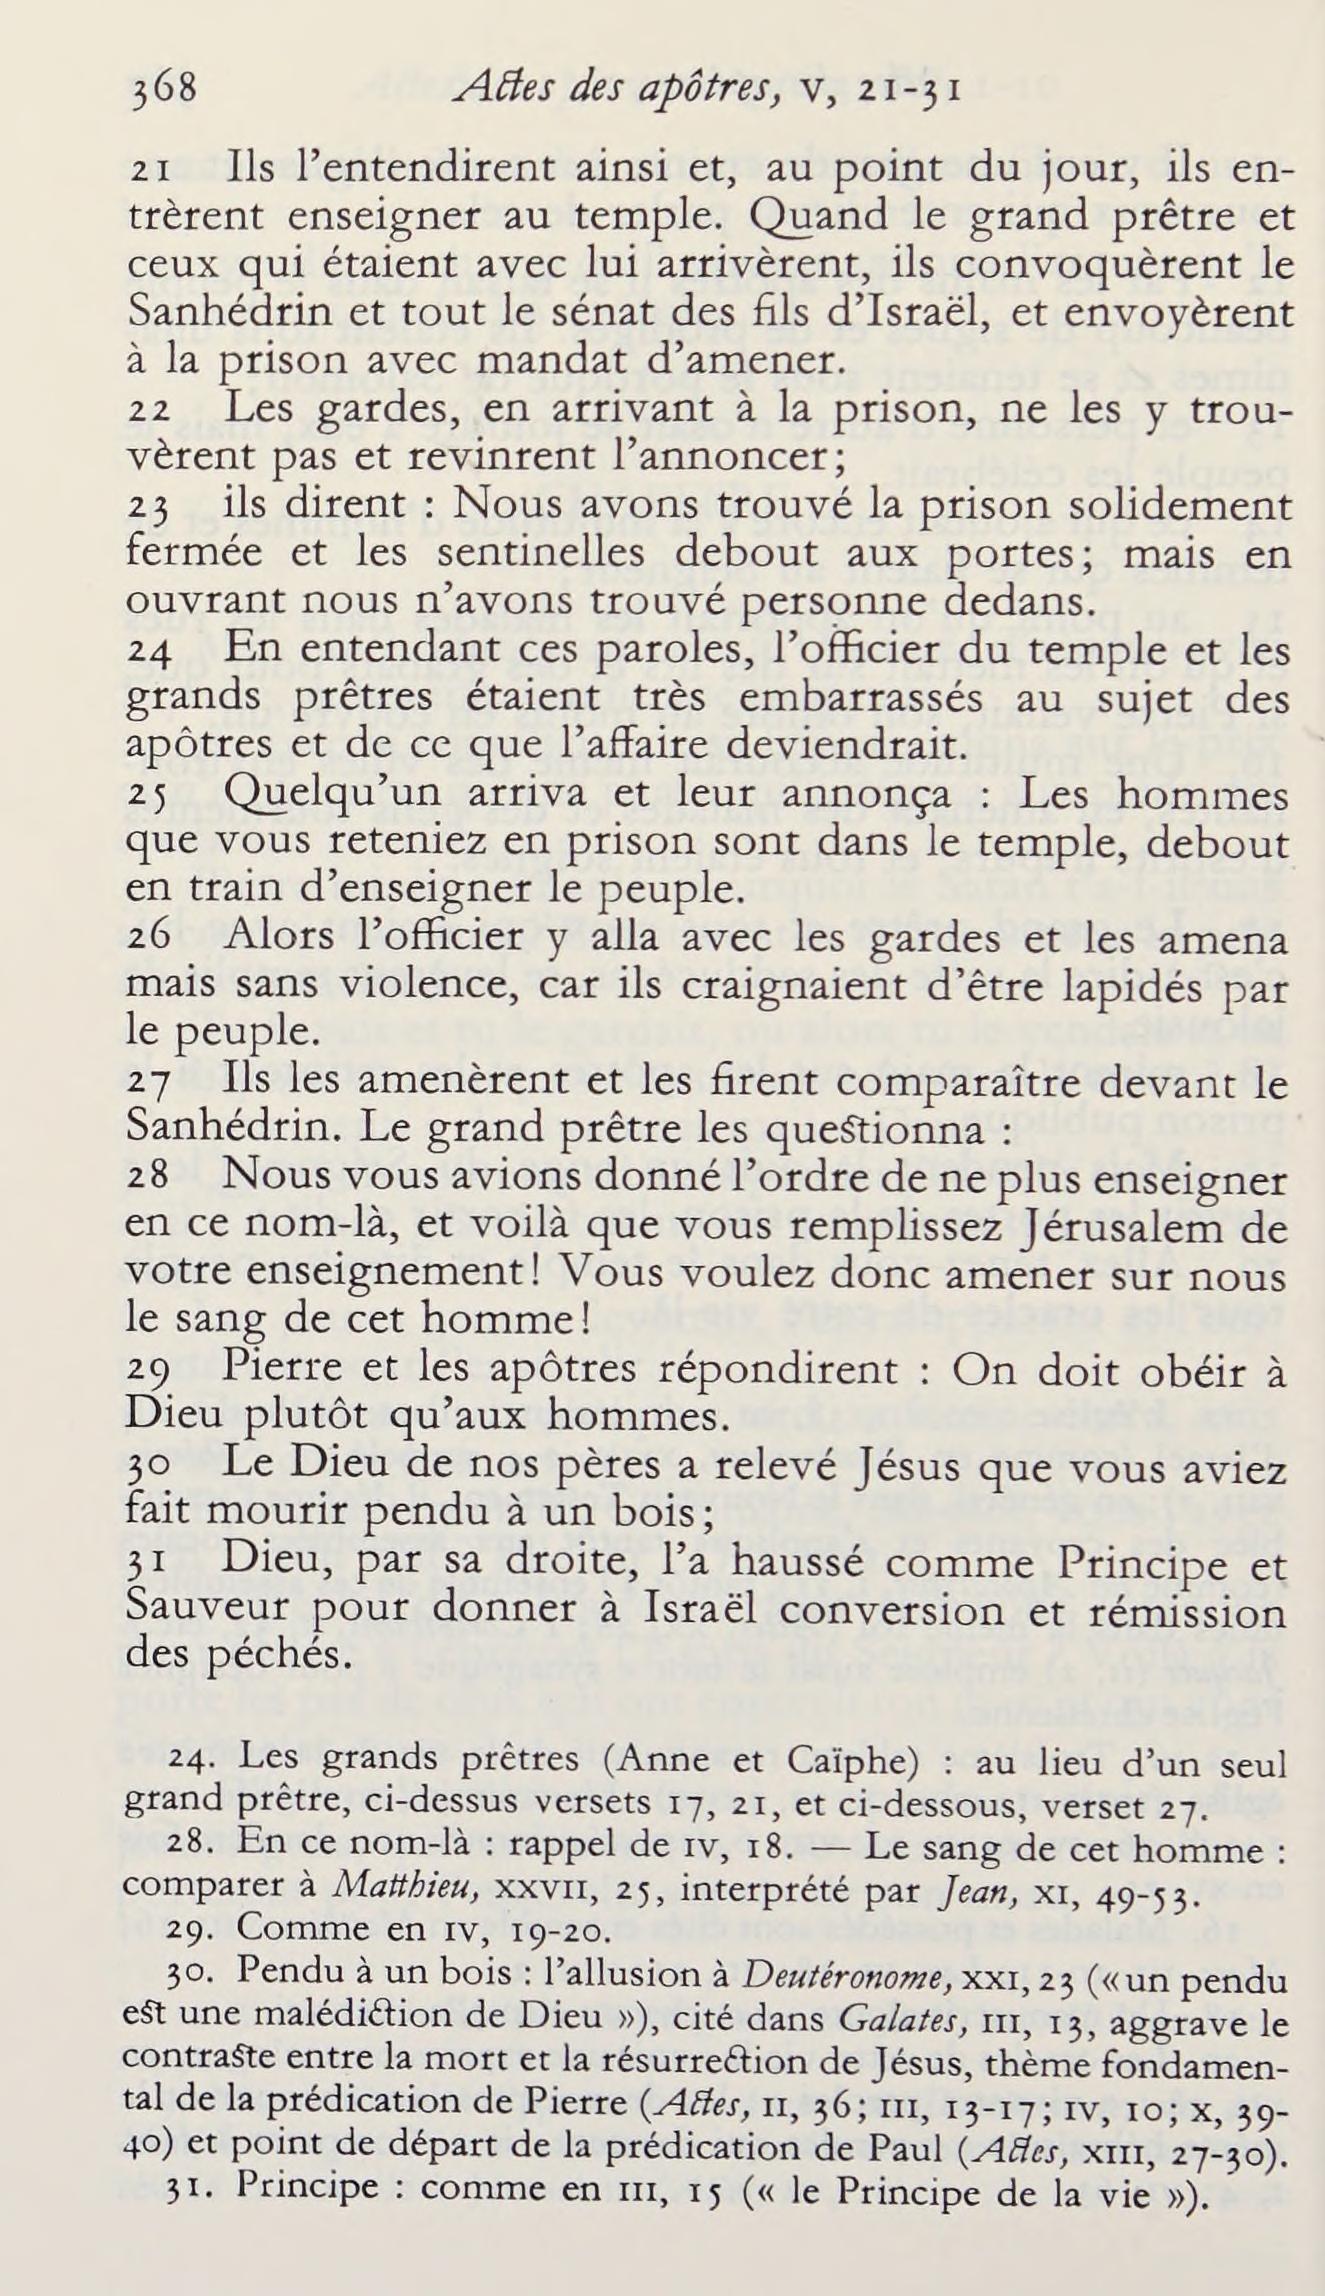 368 Actes des apôtres, V, 21-31
21 Ils l’entendirent ainsi et, au point du jour, ils en-
trèrent enseigner au temple. Quand le grand prêtre et
ceux qui étaient avec lui arrivèrent, ils convoquèrent le
Sanhédrin et tout le sénat des fils d’Israël, et envoyèrent
à la prison avec mandat d’amener.
22 Les gardes, en arrivant à la prison, ne les y trou-
vèrent pas et revinrent l’annoncer;
23 ils dirent : Nous avons trouvé la prison solidement
fermée et les sentinelles debout aux portes; mais en
ouvrant nous n’avons trouvé personne dedans.
24 En entendant ces paroles, l’officier du temple et les
grands prêtres étaient très embarrassés au sujet des
apôtres et de ce que l’affaire deviendrait.
25 Quelqu’un arriva et leur annonça : Les hommes
que vous reteniez en prison sont dans le temple, debout
en train d’enseigner le peuple.
26 Alors l’officier y alla avec les gardes et les amena
mais sans violence, car ils craignaient d’être lapidés par
le peuple.
27 Ils les amenèrent et les firent comparaître devant le
Sanhédrin. Le grand prêtre les questionna :
28 Nous vous avions donné l’ordre de ne plus enseigner
en ce nom-là, et voilà que vous remplissez Jérusalem de
votre enseignement! Vous voulez donc amener sur nous
le sang de cet homme!
29 Pierre et les apôtres répondirent : On doit obéir à
Dieu plutôt qu’aux hommes.
30 Le Dieu de nos pères a relevé Jésus que vous aviez
fait mourir pendu à un bois;
31 Dieu, par sa droite, l’a haussé comme Principe et
Sauveur pour donner à Israël conversion et rémission
des péchés.
24. Les grands prêtres (Anne et Caïphe) : au lieu d’un seul
grand prêtre, ci-dessus versets 17, 21, et ci-dessous, verset 27.
28. En ce nom-là : rappel de IV, 18. — Le sang de cet homme :
comparer à Matthieu, XXVII, 25, interprété par Jean, XI, 49-53.
29. Comme en IV, 19-20.
30. Pendu à un bois : l’allusion à Deutéronome, XXI, 23 (« un pendu
est une malédiction de Dieu »), cité dans Galates, III, 13, aggrave le
contraste entre la mort et la résurrection de Jésus, thème fondamen-
tal de la prédication de Pierre (Actes, II, 36; III, 13-17; IV, 10; X, 39-
40) et point de départ de la prédication de Paul (Actes, XIII, 27-30).
31. Principe : comme en III, 15 (« le Principe de la vie »).